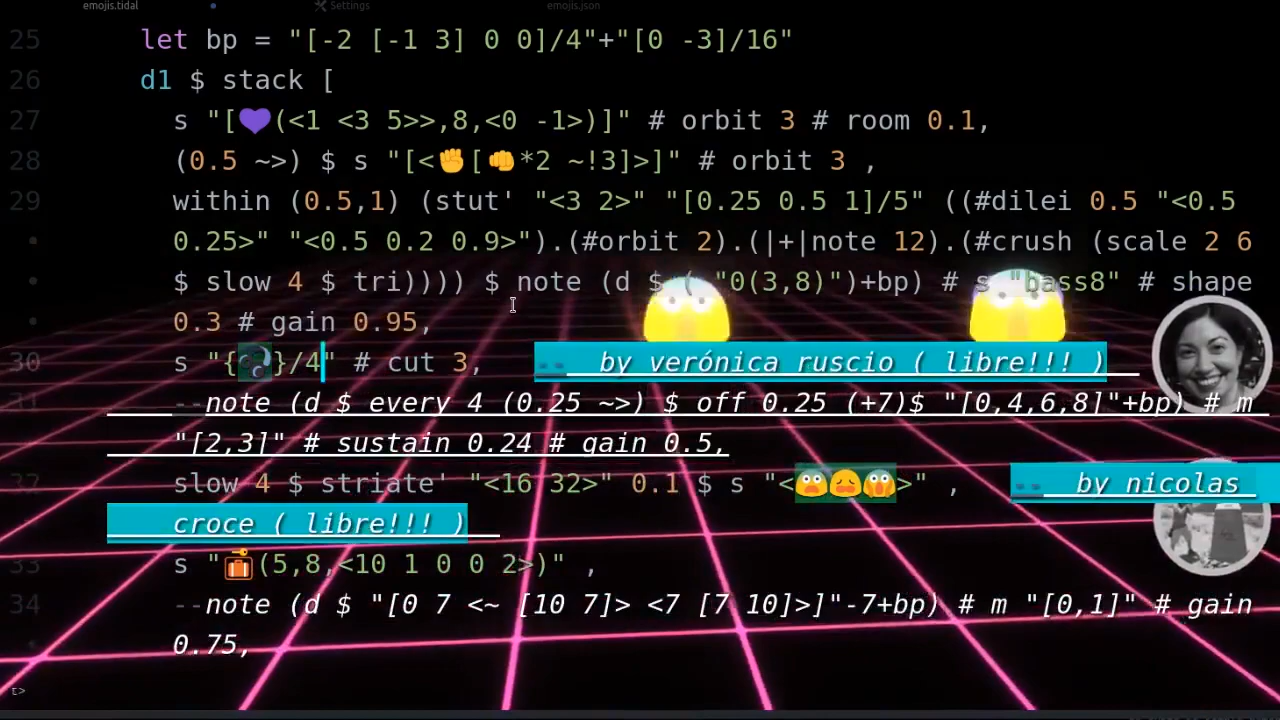 emojis.tidal Settings emojis.json
25 let bp = "[-2 [-1 3] 0 0]/4"+"[0 -3]/16"
26 d1 $ stack [
27 s "[💜(<1 <3 5>>,8,<0 -1>)]" # orbit 3 # room 0.1,
28 (0.5 ~>) $ s "[<✊[👊*2 ~!3]>]" # orbit 3 ,
29 within (0.5,1) (stut' "<3 2>" "[0.25 0.5 1]/5" ((#dilei 0.5 "<0.5
0.25>" "<0.5 0.2 0.9>").(#orbit 2).(|+|note 12).(#crush (scale 2 6
$ slow 4 $ tri)))) $ note (d $ ( "0(3,8)")+bp) # s "bass8" # shape
0.3 # gain 0.95,
30 s "{}/4" # cut 3, -- by verónica ruscio ( libre!!! )
31 --note (d $ every 4 (0.25 ~>) $ off 0.25 (+7)$ "[0,4,6,8]"+bp) # m
"[2,3]" # sustain 0.24 # gain 0.5,
32 slow 4 $ striate' "<16 32>" 0.1 $ s "<😨😩😱>" , -- by nicolas
croce ( libre!!! )
33 s "🧳(5,8,<10 1 0 0 2>)" ,
34 --note (d $ "[0 7 <~ [10 7]> <7 [7 10]>]"-7+bp) # m "[0,1]" # gain
0.75,
t>